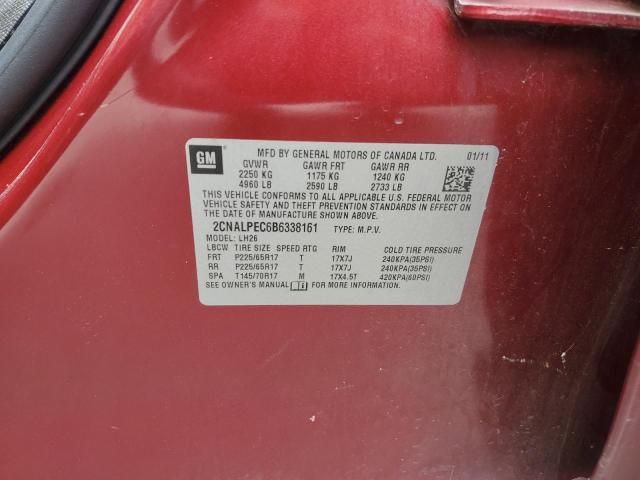 GM
MFD BY GENERAL MOTORS OF CANADA LTD. 01/11
GVWR GAWR FRT GAWR RR
2250 KG 1175 KG 1240 KG
4960 LB 2590 LB 2733 LB
THIS VEHICLE CONFORMS TO ALL APPLICABLE U.S. FEDERAL MOTOR
VEHICLE SAFETY AND THEFT PREVENTION STANDARDS IN EFFECT ON
THE DATE OF MANUFACTURE SHOWN ABOVE.
2CNALPEC6B6338161 TYPE: M.P.V.
MODEL: LH26
LBCW TIRE SIZE SPEED RTG RIM COLD TIRE PRESSURE
FRT P225/65R17 T 17X7J 240KPA(35PSI)
RR P225/65R17 T 17X7J 240KPA(35PSI)
SPA T145/70R17 M 17X4.5T 420KPA(60PSI)
SEE OWNER'S MANUAL FOR MORE INFORMATION.